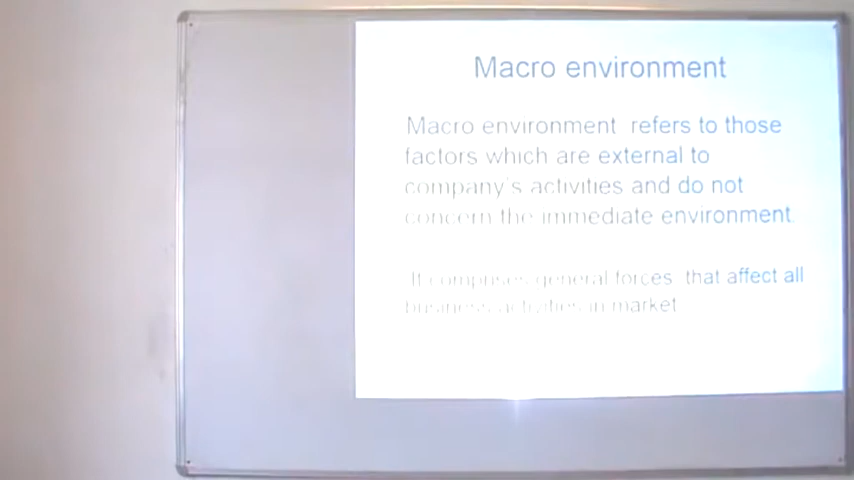 Macro environment
Macro environment refers to those
factors which are external to
company's activities and do not
concern the immediate environment.
It comprises general forces that affect all
business activities in market